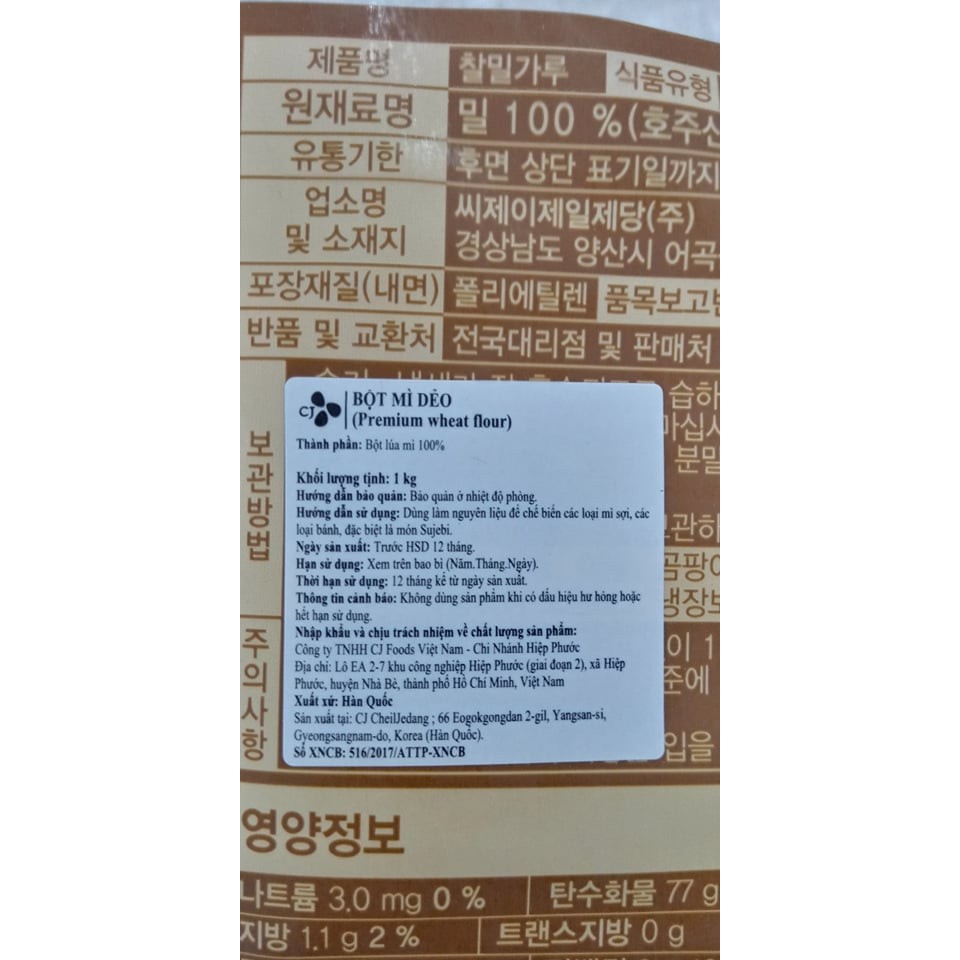 제품명 찰밀가루 식품유형
원재료명 밀 100 %(호주산
유통기한 후면 상단 표기일까지
업소명 및 소재지 씨제이제일제당(주)
경상남도 양산시 어곡
포장재질(내면) 폴리에틸렌 품목보고번
반품 및 교환처 전국대리점 및 판매처
보관방법
습하
마십시
분말
보관하
곰팡이
냉장보
CJ
BỘT MÌ DẺO
(Premium wheat flour)
Thành phần: Bột lúa mì 100%
Khối lượng tịnh: 1 kg
Hướng dẫn bảo quản: Bảo quản ở nhiệt độ phòng.
Hướng dẫn sử dụng: Dùng làm nguyên liệu để chế biến các loại mì sợi, các
loại bánh, đặc biệt là món Sujebi.
Ngày sản xuất: Trước HSD 12 tháng.
Hạn sử dụng: Xem trên bao bì (Năm.Tháng.Ngày).
Thời hạn sử dụng: 12 tháng kể từ ngày sản xuất.
Thông tin cảnh báo: Không dùng sản phẩm khi có dấu hiệu hư hỏng hoặc
hết hạn sử dụng.
Nhập khẩu và chịu trách nhiệm về chất lượng sản phẩm:
Công ty TNHH CJ Foods Việt Nam - Chi Nhánh Hiệp Phước
Địa chỉ: Lô EA 2-7 khu công nghiệp Hiệp Phước (giai đoạn 2), xã Hiệp
Phước, huyện Nhà Bè, thành phố Hồ Chí Minh, Việt Nam
Xuất xứ: Hàn Quốc
Sản xuất tại: CJ CheilJedang ; 66 Eogokgongdan 2-gil, Yangsan-si,
Gyeongsangnam-do, Korea (Hàn Quốc).
Số XNCB: 516/2017/ATTP-XNCB
주의사항
이 1
준에
입을
영양정보
나트륨 3.0 mg 0 % 탄수화물 77 g
지방 1.1 g 2 % 트랜스지방 0 g